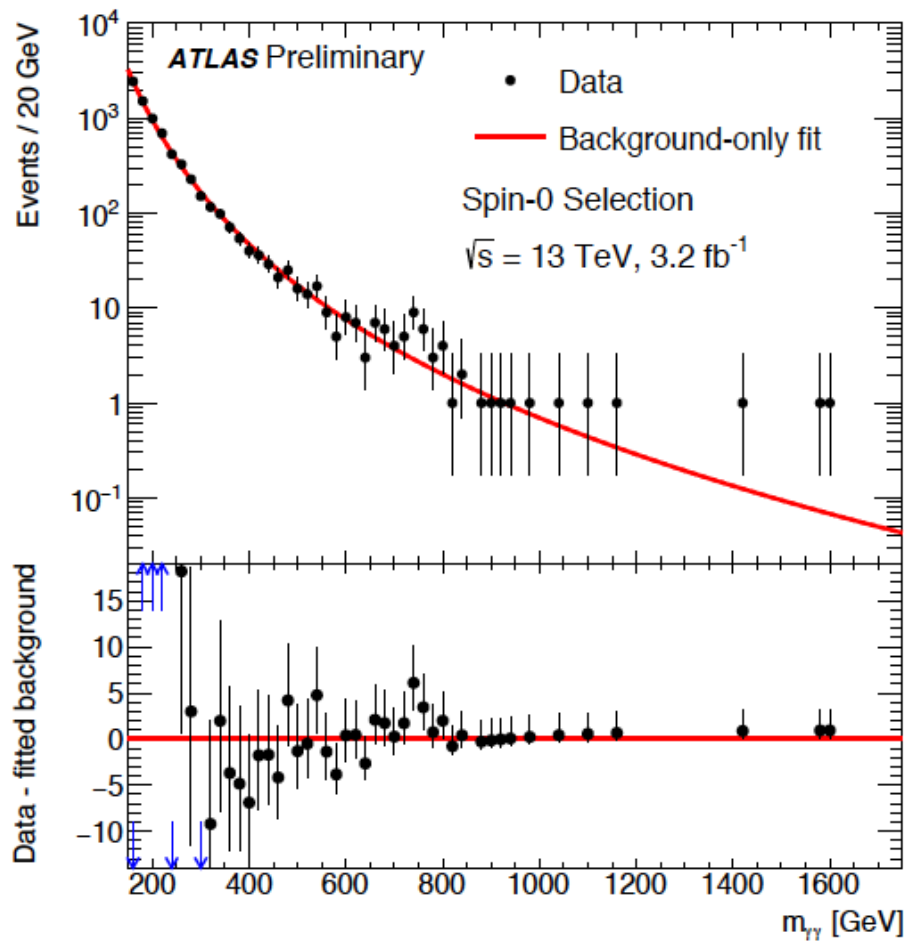 ATLAS Preliminary
Data
Background-only fit
Spin-0 Selection
√s = 13 TeV, 3.2 fb⁻¹
Events / 20 GeV
10⁴
10³
10²
10
1
10⁻¹
Data - fitted background
15
10
5
0
−5
−10
200 400 600 800 1000 1200 1400 1600
mγγ [GeV]